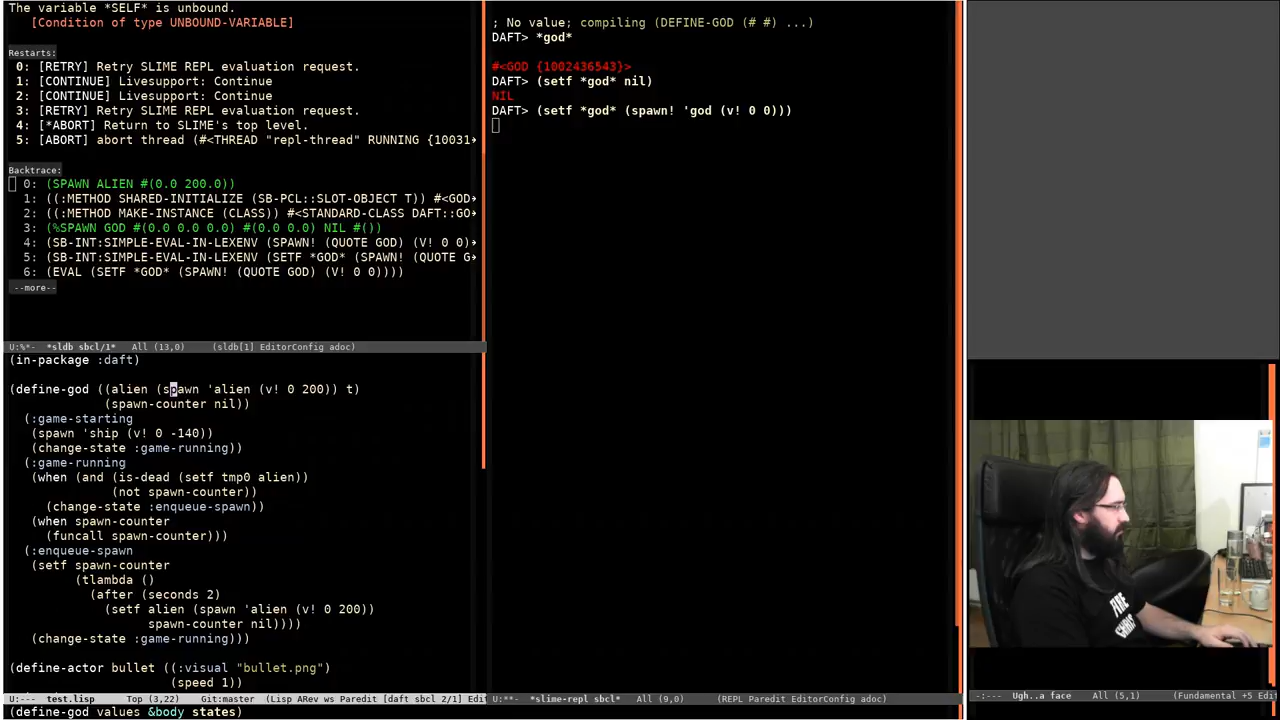 The variable *SELF* is unbound.
[Condition of type UNBOUND-VARIABLE]
Restarts:
0: [RETRY] Retry SLIME REPL evaluation request.
1: [CONTINUE] Livesupport: Continue
2: [CONTINUE] Livesupport: Continue
3: [RETRY] Retry SLIME REPL evaluation request.
4: [*ABORT] Return to SLIME's top level.
5: [ABORT] abort thread (#<THREAD "repl-thread" RUNNING {10031
Backtrace:
0: (SPAWN ALIEN #(0.0 200.0))
1: ((:METHOD SHARED-INITIALIZE (SB-PCL::SLOT-OBJECT T)) #<GOD
2: ((:METHOD MAKE-INSTANCE (CLASS)) #<STANDARD-CLASS DAFT::GO
3: (%SPAWN GOD #(0.0 0.0 0.0) #(0.0 0.0) NIL #())
4: (SB-INT:SIMPLE-EVAL-IN-LEXENV (SPAWN! (QUOTE GOD) (V! 0 0)
5: (SB-INT:SIMPLE-EVAL-IN-LEXENV (SETF *GOD* (SPAWN! (QUOTE G
6: (EVAL (SETF *GOD* (SPAWN! (QUOTE GOD) (V! 0 0))))
--more--
U:%*- *sldb sbcl/1* All (13,0) (sldb[1] EditorConfig adoc)
(in-package :daft)
(define-god ((alien (spawn 'alien (v! 0 200)) t)
(spawn-counter nil))
(:game-starting
(spawn 'ship (v! 0 -140))
(change-state :game-running))
(:game-running
(when (and (is-dead (setf tmp0 alien))
(not spawn-counter))
(change-state :enqueue-spawn))
(when spawn-counter
(funcall spawn-counter)))
(:enqueue-spawn
(setf spawn-counter
(tlambda ()
(after (seconds 2)
(setf alien (spawn 'alien (v! 0 200))
spawn-counter nil))))
(change-state :game-running)))
(define-actor bullet ((:visual "bullet.png")
(speed 1))
U:--- test.lisp Top (3,22) Git:master (Lisp ARev ws Paredit [daft sbcl 2/1] Edit
(define-god values &body states)
; No value; compiling (DEFINE-GOD (# #) ...)
DAFT> *god*
#<GOD {1002436543}>
DAFT> (setf *god* nil)
NIL
DAFT> (setf *god* (spawn! 'god (v! 0 0)))
U:**- *slime-repl sbcl* All (9,0) (REPL Paredit EditorConfig adoc)
-:--- Ugh..a face All (5,1) (Fundamental +5 Edi